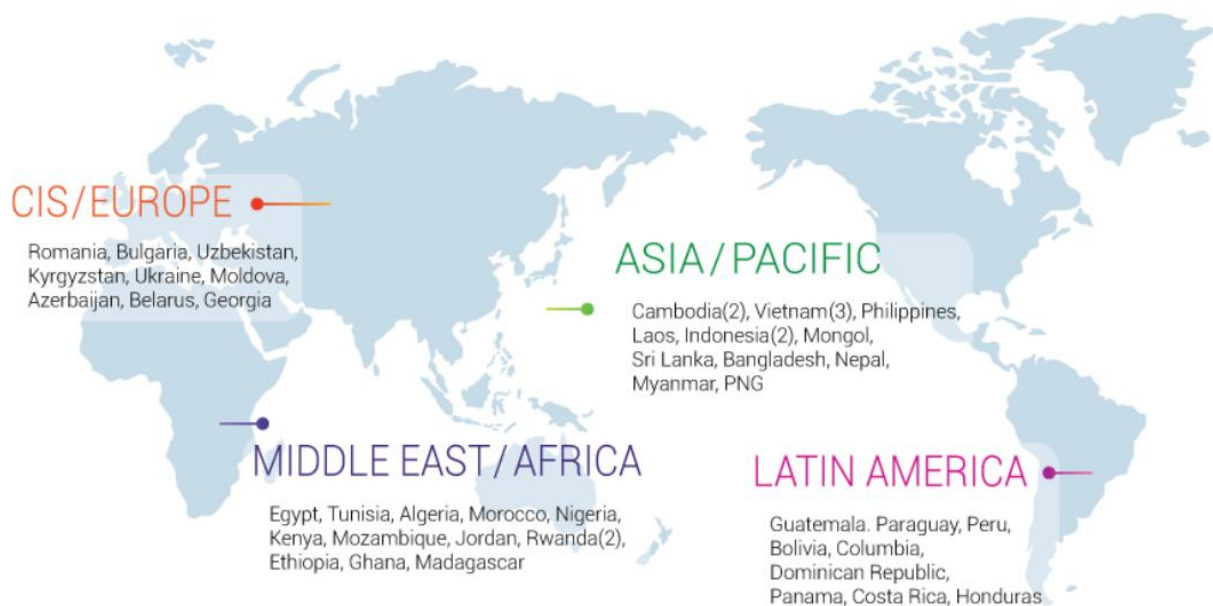 CIS/EUROPE
Romania, Bulgaria, Uzbekistan,
Kyrgyzstan, Ukraine, Moldova,
Azerbaijan, Belarus, Georgia
ASIA/PACIFIC
Cambodia(2), Vietnam(3), Philippines,
Laos, Indonesia(2), Mongol,
Sri Lanka, Bangladesh, Nepal,
Myanmar, PNG
MIDDLE EAST/AFRICA
Egypt, Tunisia, Algeria, Morocco, Nigeria,
Kenya, Mozambique, Jordan, Rwanda(2),
Ethiopia, Ghana, Madagascar
LATIN AMERICA
Guatemala. Paraguay, Peru,
Bolivia, Columbia,
Dominican Republic,
Panama, Costa Rica, Honduras